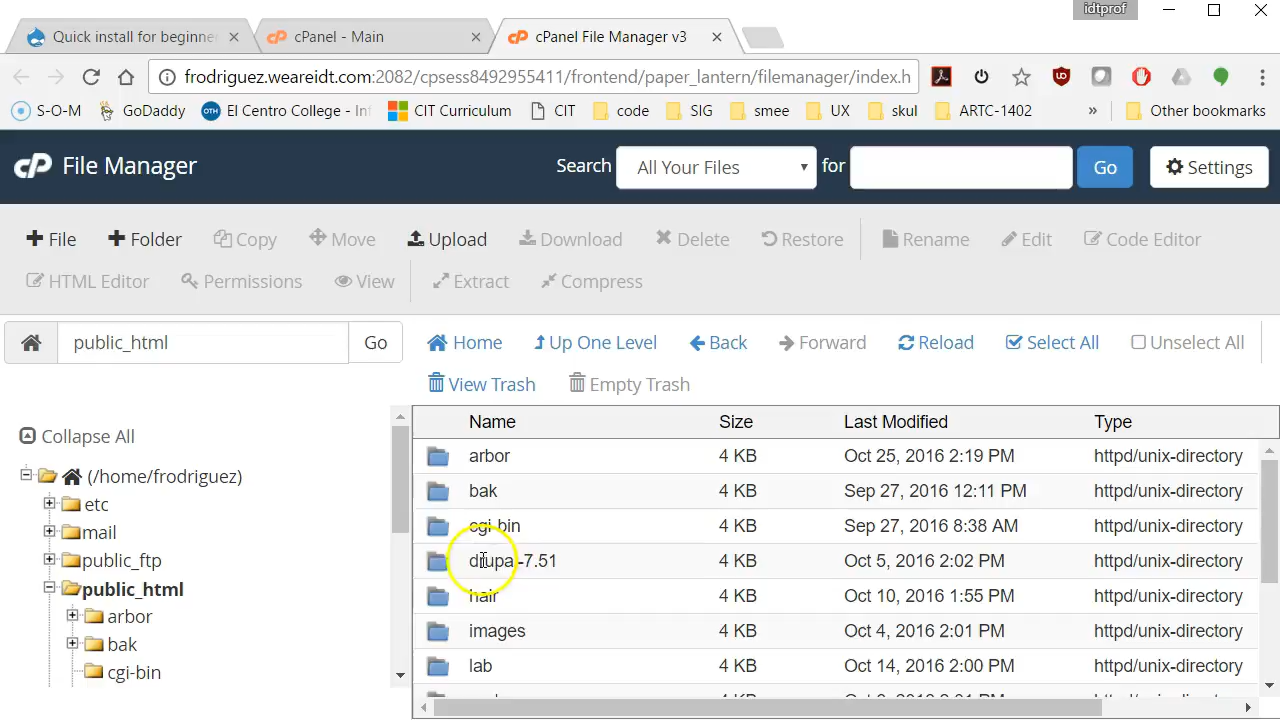 idtprof
Quick install for beginne
cPanel - Main
cPanel File Manager v3
frodriguez.weareidt.com:2082/cpsess8492955411/frontend/paper_lantern/filemanager/index.h
S-O-M
GoDaddy
El Centro College - Int
CIT Curriculum
CIT
code
SIG
smee
UX
skul
ARTC-1402
»
Other bookmarks
cP File Manager
Search
All Your Files
for
Go
Settings
File
Folder
Copy
Move
Upload
Download
Delete
Restore
Rename
Edit
Code Editor
HTML Editor
Permissions
View
Extract
Compress
public_html
Go
Home
Up One Level
Back
Forward
Reload
Select All
Unselect All
View Trash
Empty Trash
Collapse All
(/home/frodriguez)
etc
mail
public_ftp
public_html
arbor
bak
cgi-bin
Name Size Last Modified Type
arbor 4 KB Oct 25, 2016 2:19 PM httpd/unix-directory
bak 4 KB Sep 27, 2016 12:11 PM httpd/unix-directory
cgi-bin 4 KB Sep 27, 2016 8:38 AM httpd/unix-directory
drupal-7.51 4 KB Oct 5, 2016 2:02 PM httpd/unix-directory
hair 4 KB Oct 10, 2016 1:55 PM httpd/unix-directory
images 4 KB Oct 4, 2016 2:01 PM httpd/unix-directory
lab 4 KB Oct 14, 2016 2:00 PM httpd/unix-directory